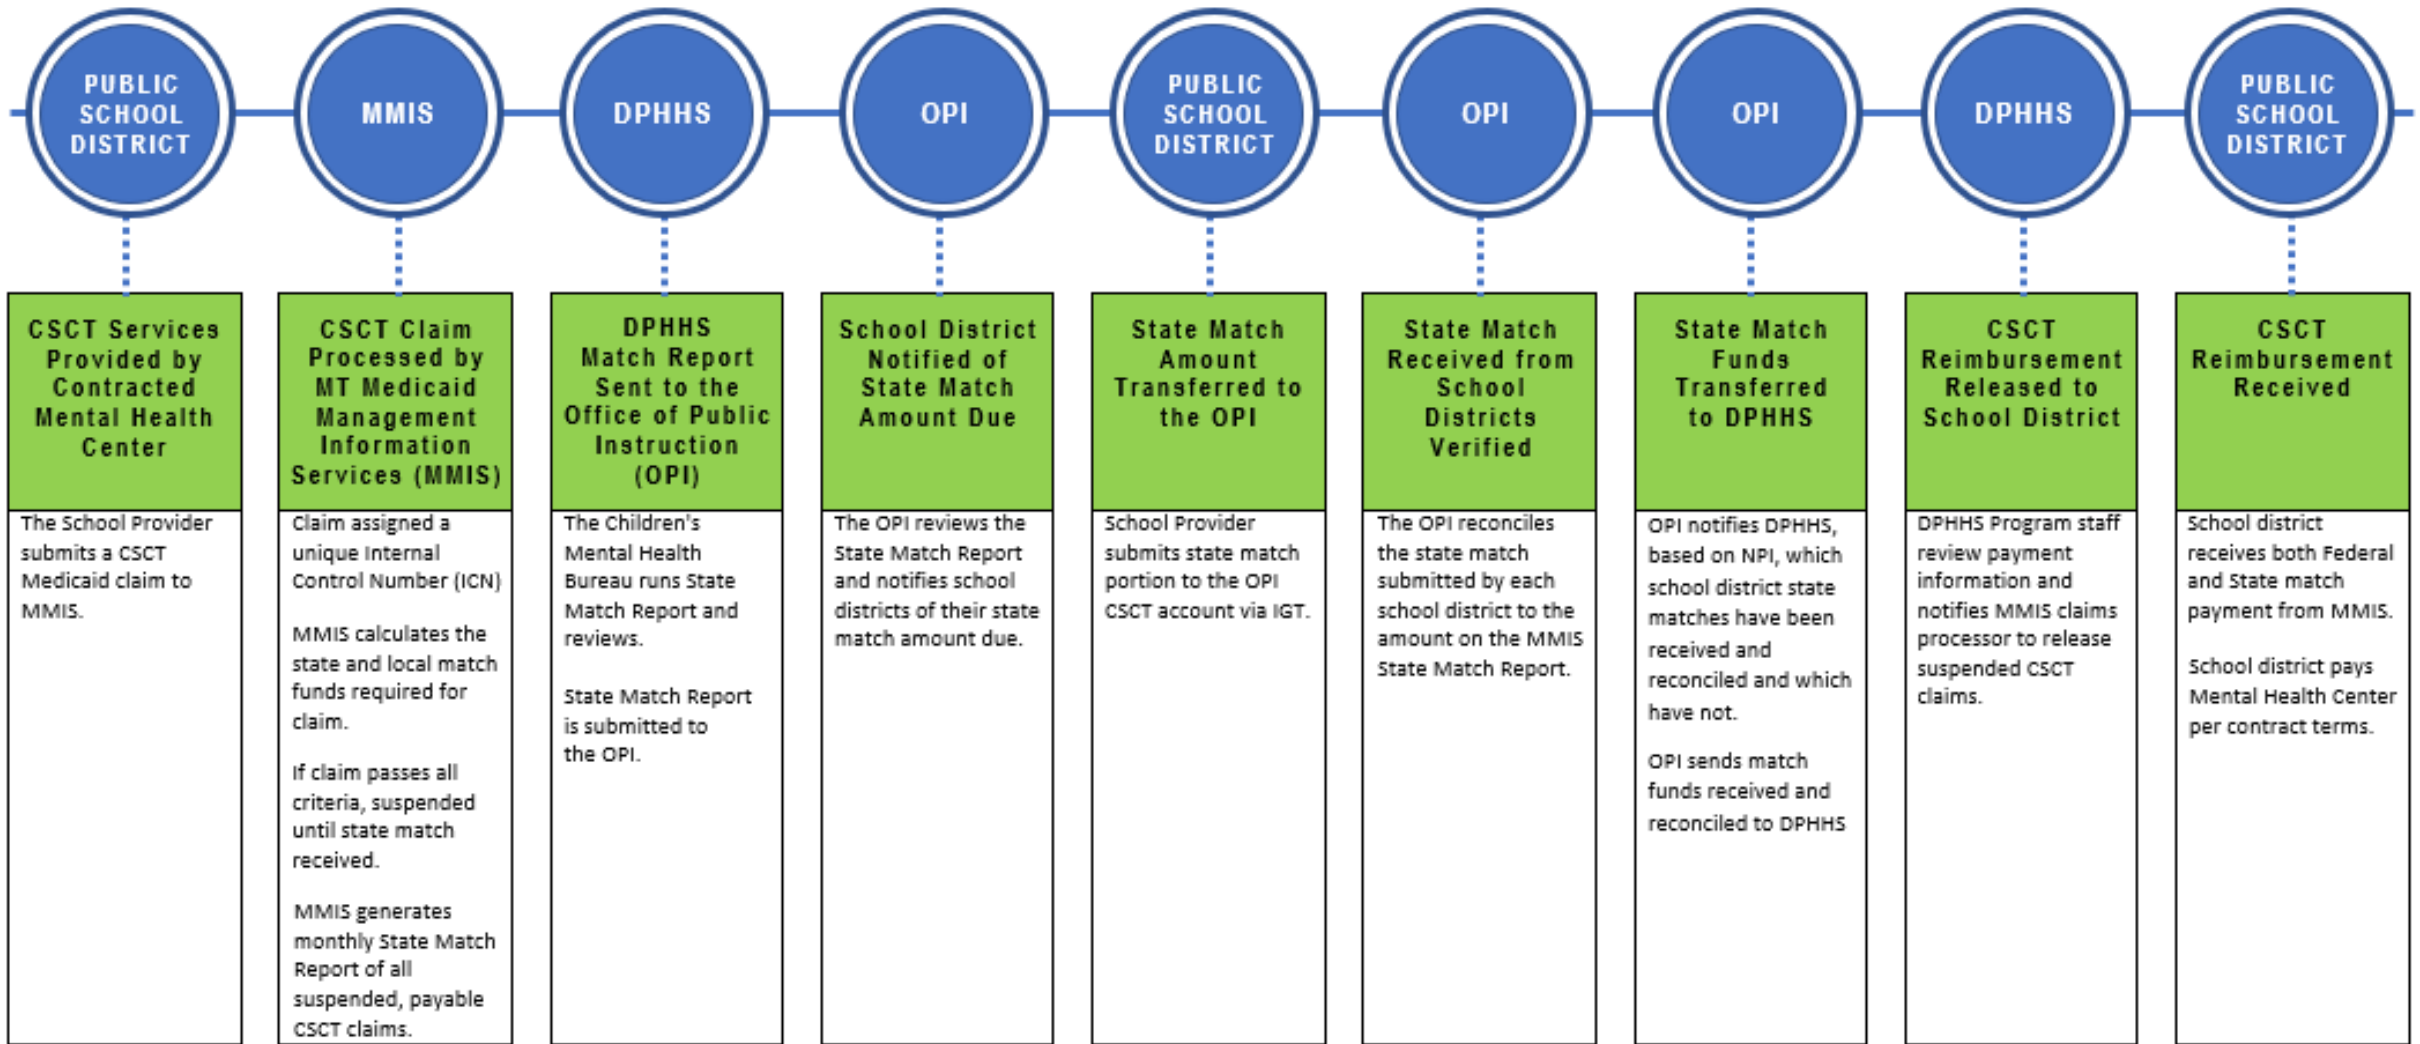 PUBLIC
SCHOOL
DISTRICT
MMIS
DPHHS
OPI
PUBLIC
SCHOOL
DISTRICT
OPI
OPI
DPHHS
PUBLIC
SCHOOL
DISTRICT
CSCT Services
Provided by
Contracted
Mental Health
Center
The School Provider
submits a CSCT
Medicaid claim to
MMIS.
CSCT Claim
Processed by
MT Medicaid
Management
Information
Services (MMIS)
Claim assigned a
unique Internal
Control Number (ICN)
MMIS calculates the
state and local match
funds required for
claim.
If claim passes all
criteria, suspended
until state match
received.
MMIS generates
monthly State Match
Report of all
suspended, payable
CSCT claims.
DPHHS
Match Report
Sent to the
Office of Public
Instruction
(OPI)
The Children's
Mental Health
Bureau runs State
Match Report and
reviews.
State Match Report
is submitted to
the OPI.
School District
Notified of
State Match
Amount Due
The OPI reviews the
State Match Report
and notifies school
districts of their state
match amount due.
State Match
Amount
Transferred to
the OPI
School Provider
submits state match
portion to the OPI
CSCT account via IGT.
State Match
Received from
School
Districts
Verified
The OPI reconciles
the state match
submitted by each
school district to the
amount on the MMIS
State Match Report.
State Match
Funds
Transferred
to DPHHS
OPI notifies DPHHS,
based on NPI, which
school district state
matches have been
received and
reconciled and which
have not.
OPI sends match
funds received and
reconciled to DPHHS
CSCT
Reimbursement
Released to
School District
DPHHS Program staff
review payment
information and
notifies MMIS claims
processor to release
suspended CSCT
claims.
CSCT
Reimbursement
Received
School district
receives both Federal
and State match
payment from MMIS.
School district pays
Mental Health Center
per contract terms.